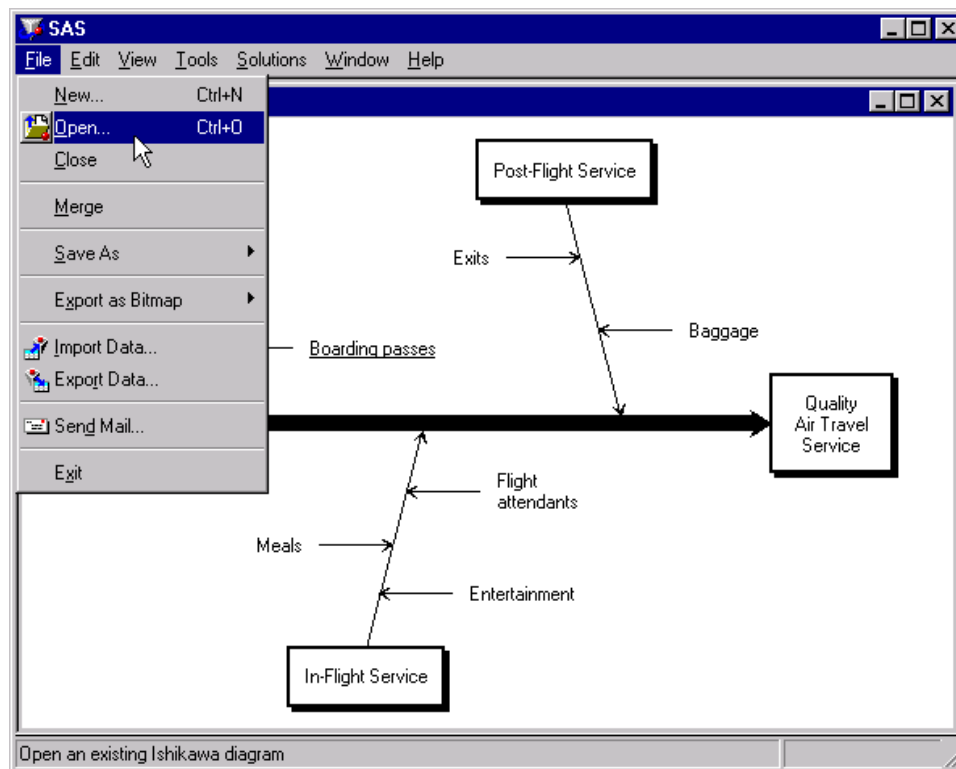 SAS
File Edit View Tools Solutions Window Help
New... Ctrl+N
Open... Ctrl+O
Close
Merge
Save As
Export as Bitmap
Import Data...
Export Data...
Send Mail...
Exit
Post-Flight Service
Exits
Baggage
Boarding passes
Quality
Air Travel
Service
Flight
attendants
Meals
Entertainment
In-Flight Service
Open an existing Ishikawa diagram